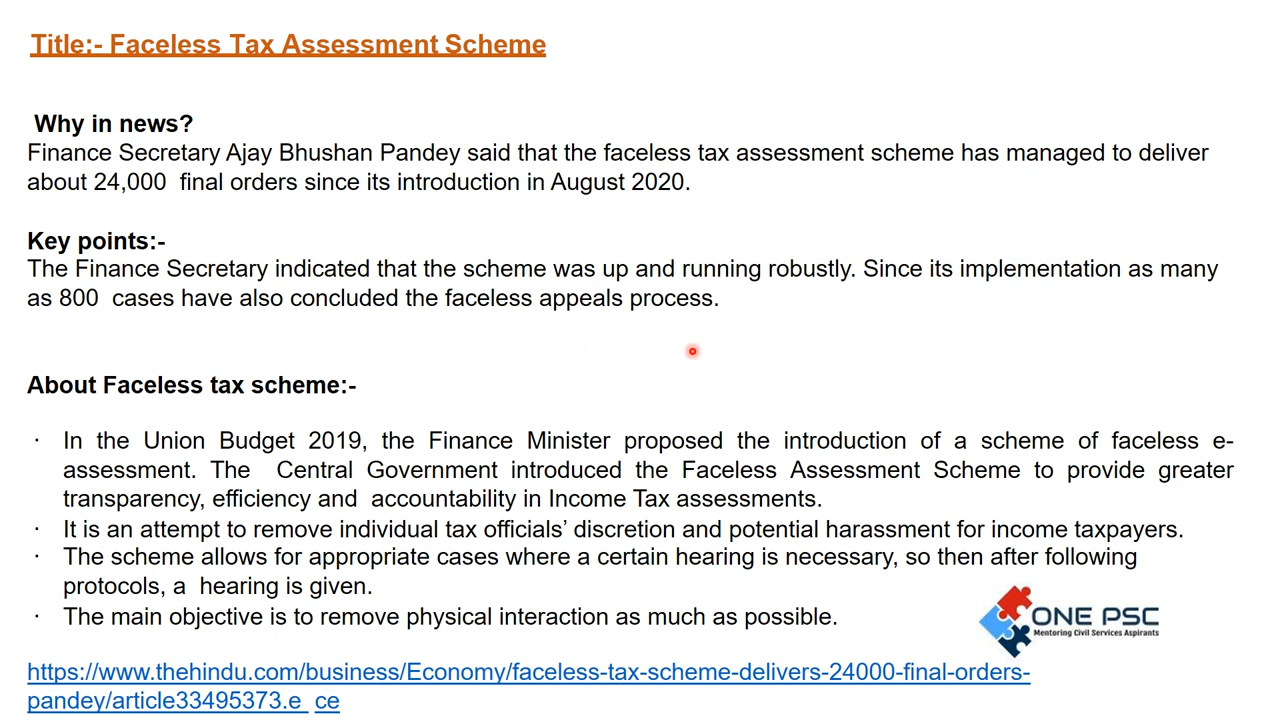 Title:- Faceless Tax Assessment Scheme
Why in news?
Finance Secretary Ajay Bhushan Pandey said that the faceless tax assessment scheme has managed to deliver
about 24,000 final orders since its introduction in August 2020.
Key points:-
The Finance Secretary indicated that the scheme was up and running robustly. Since its implementation as many
as 800 cases have also concluded the faceless appeals process.
About Faceless tax scheme:-
· In the Union Budget 2019, the Finance Minister proposed the introduction of a scheme of faceless e-
assessment. The Central Government introduced the Faceless Assessment Scheme to provide greater
transparency, efficiency and accountability in Income Tax assessments.
· It is an attempt to remove individual tax officials’ discretion and potential harassment for income taxpayers.
· The scheme allows for appropriate cases where a certain hearing is necessary, so then after following
protocols, a hearing is given.
· The main objective is to remove physical interaction as much as possible.
ONE PSC
Mentoring Civil Services Aspirants
https://www.thehindu.com/business/Economy/faceless-tax-scheme-delivers-24000-final-orders-
pandey/article33495373.e ce